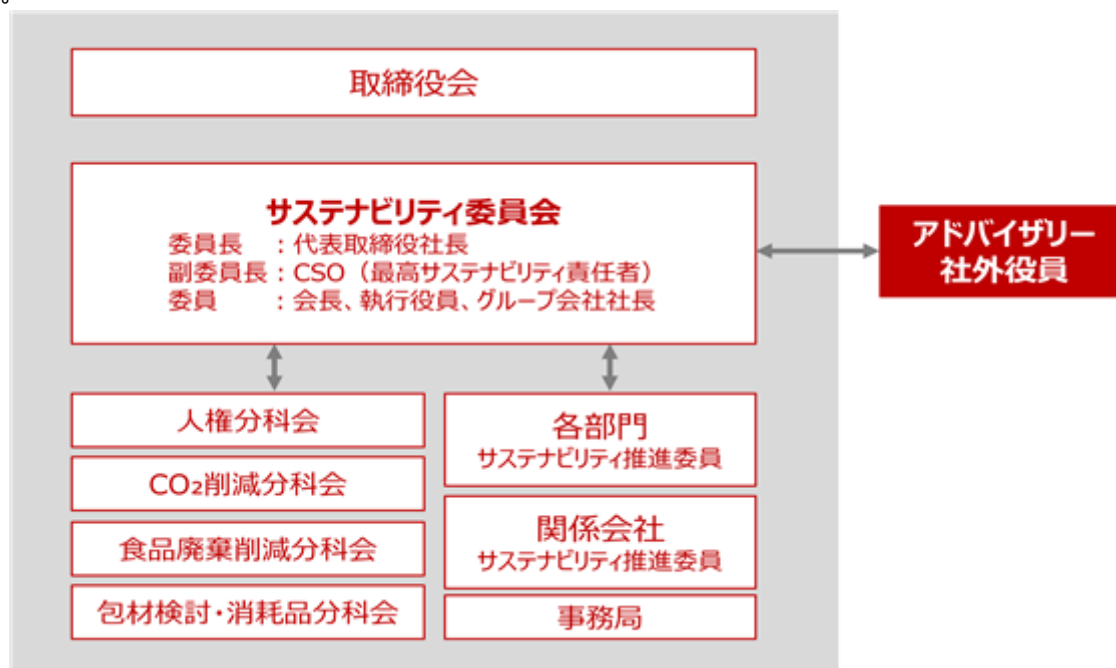 。
取締役会
サステナビリティ委員会
委員長 :代表取締役社長
副委員長:CSO(最高サステナビリティ責任者)
委員 :会長、執行役員、グループ会社社長
アドバイザリー
社外役員
人権分科会
CO₂削減分科会
食品廃棄削減分科会
包材検討・消耗品分科会
各部門
サステナビリティ推進委員
関係会社
サステナビリティ推進委員
事務局